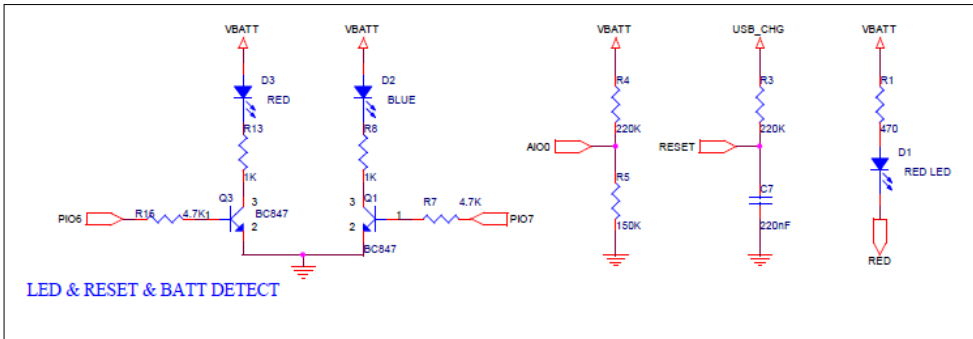 VBATT VBATT VBATT USB_CHG VBATT
D3 D2 R4 R3 R1
RED BLUE
R13 R8 220K 220K 470
AIO0 RESET D1
1K 1K R5 RED LED
Q3 3 3 Q1 C7
PIO6 R16 4.7K 1 BC847 1 R7 4.7K PIO7
2 2 150K 220nF
BC847
RED
LED & RESET & BATT DETECT